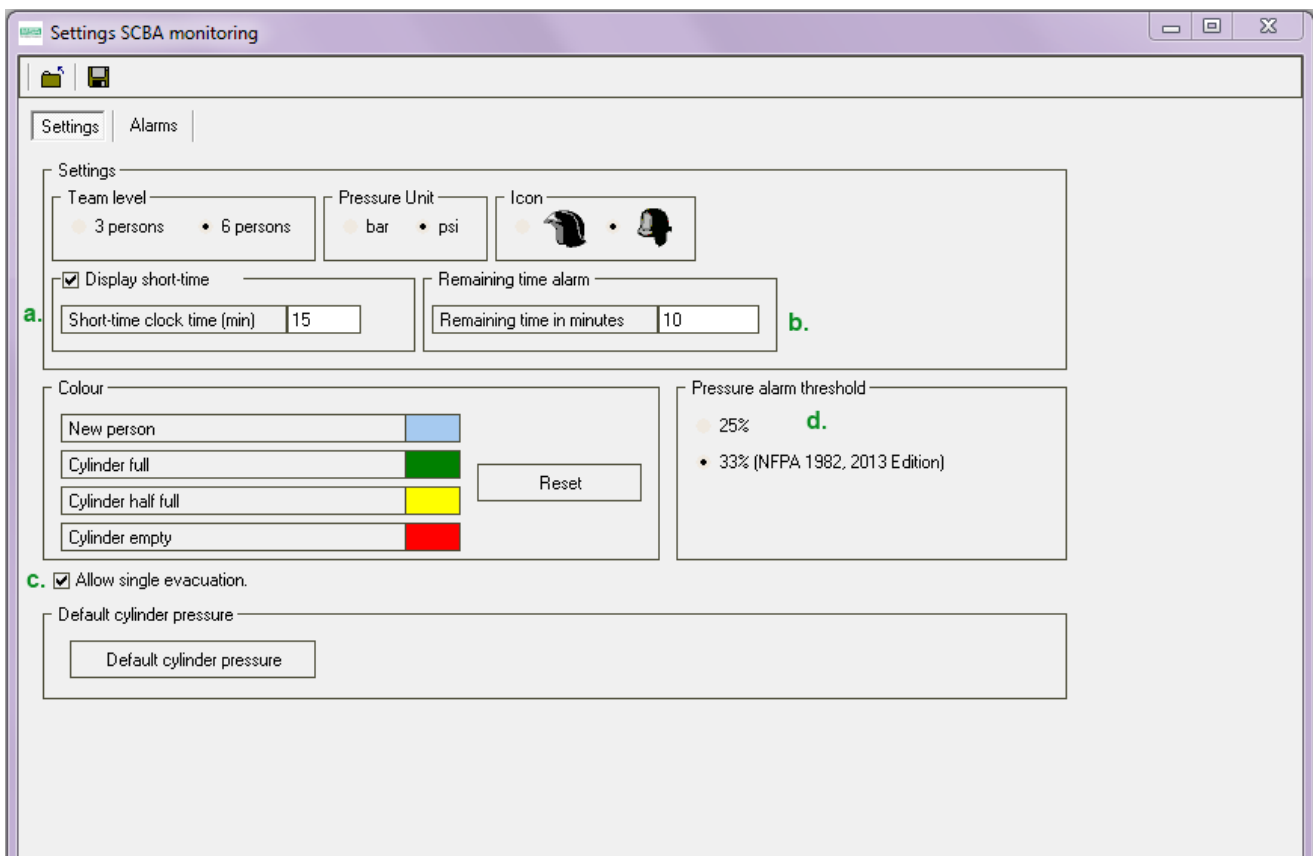 Settings SCBA monitoring
Settings Alarms
Settings
Team level Pressure Unit Icon
3 persons 6 persons bar psi
Display short-time Remaining time alarm
a. Short-time clock time (min) 15 Remaining time in minutes 10 b.
Colour Pressure alarm threshold
New person 25% d.
Cylinder full 33% (NFPA 1982, 2013 Edition)
Reset
Cylinder half full
Cylinder empty
c. Allow single evacuation.
Default cylinder pressure
Default cylinder pressure